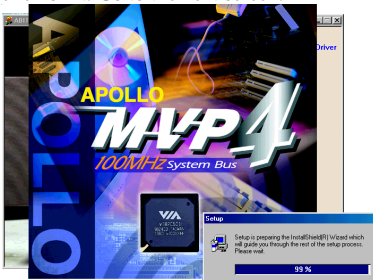 ABIT
Driver
APOLLO
APOLLO
MVP4
100MHz System Bus
VIA
Setup
Setup is preparing the InstallShield(R) Wizard which
will guide you through the rest of the setup process.
Please wait.
99 %